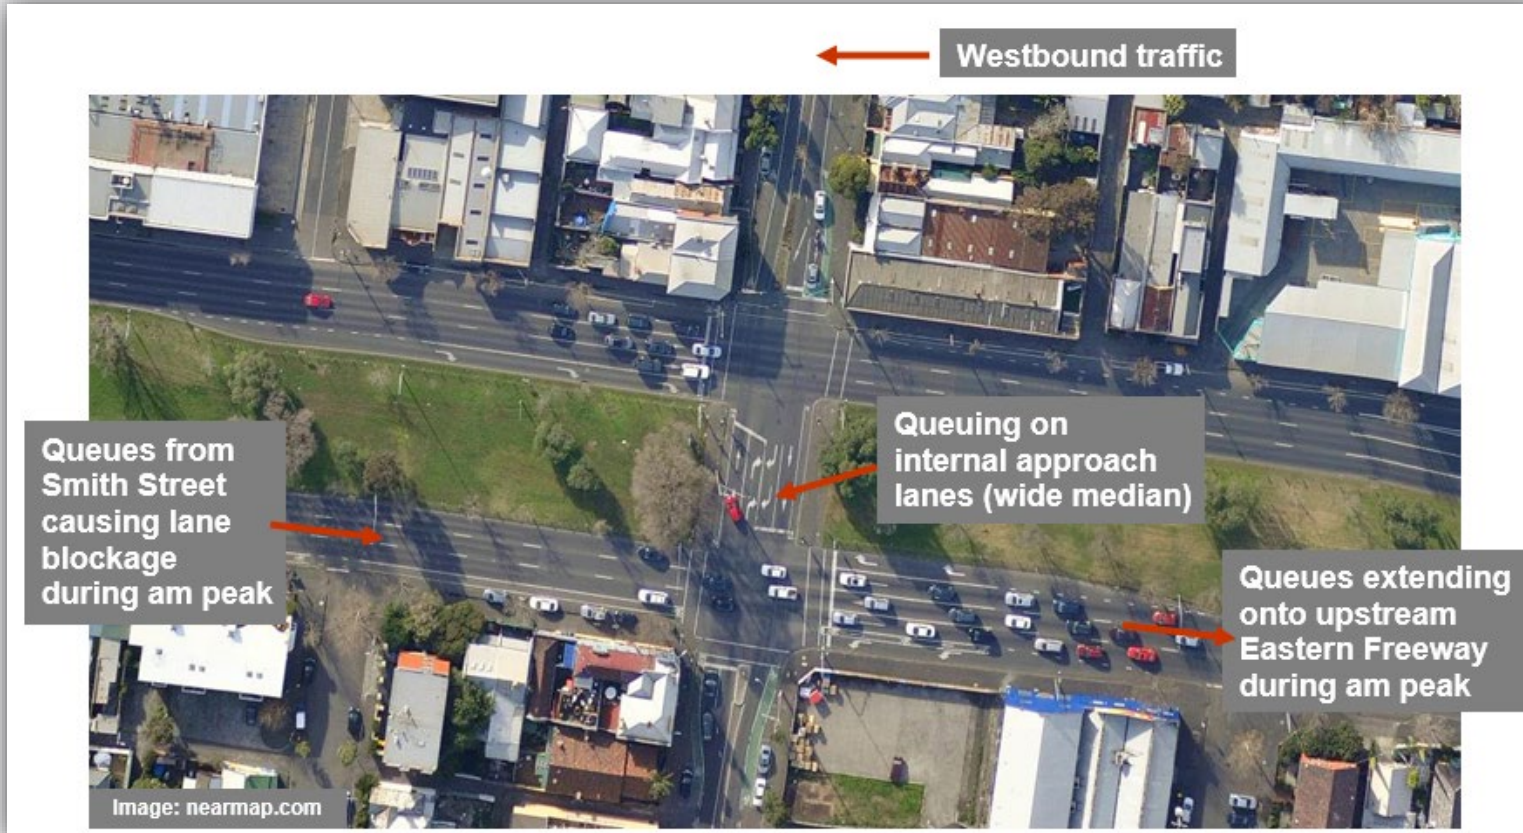 Westbound traffic
Queues from
Smith Street
causing lane
blockage
during am peak
Queuing on
internal approach
lanes (wide median)
Queues extending
onto upstream
Eastern Freeway
during am peak
Image: nearmap.com